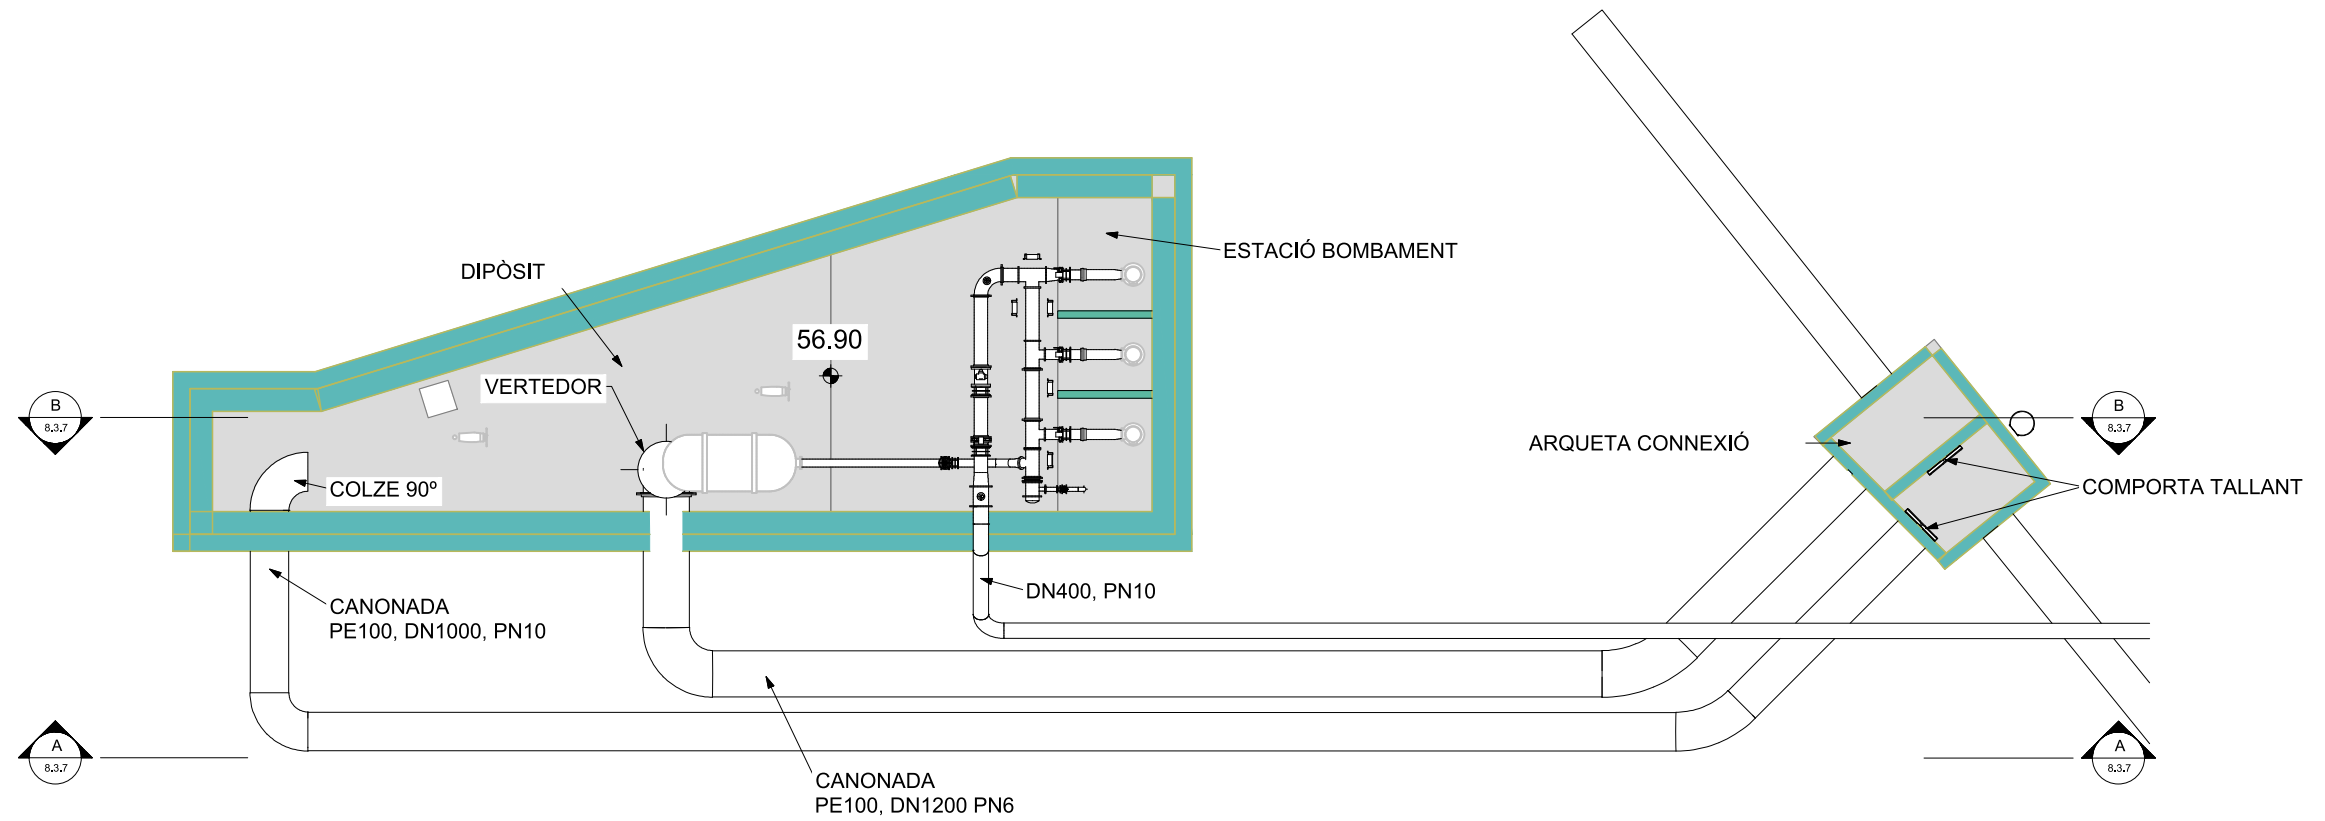 ESTACIÓ BOMBAMENT
DIPÒSIT
56.90
VERTEDOR
B
8.3.7
B
8.3.7
ARQUETA CONNEXIÓ
COLZE 90º
COMPORTA TALLANT
CANONADA
PE100, DN1000, PN10
DN400, PN10
A
8.3.7
A
8.3.7
CANONADA
PE100, DN1200 PN6